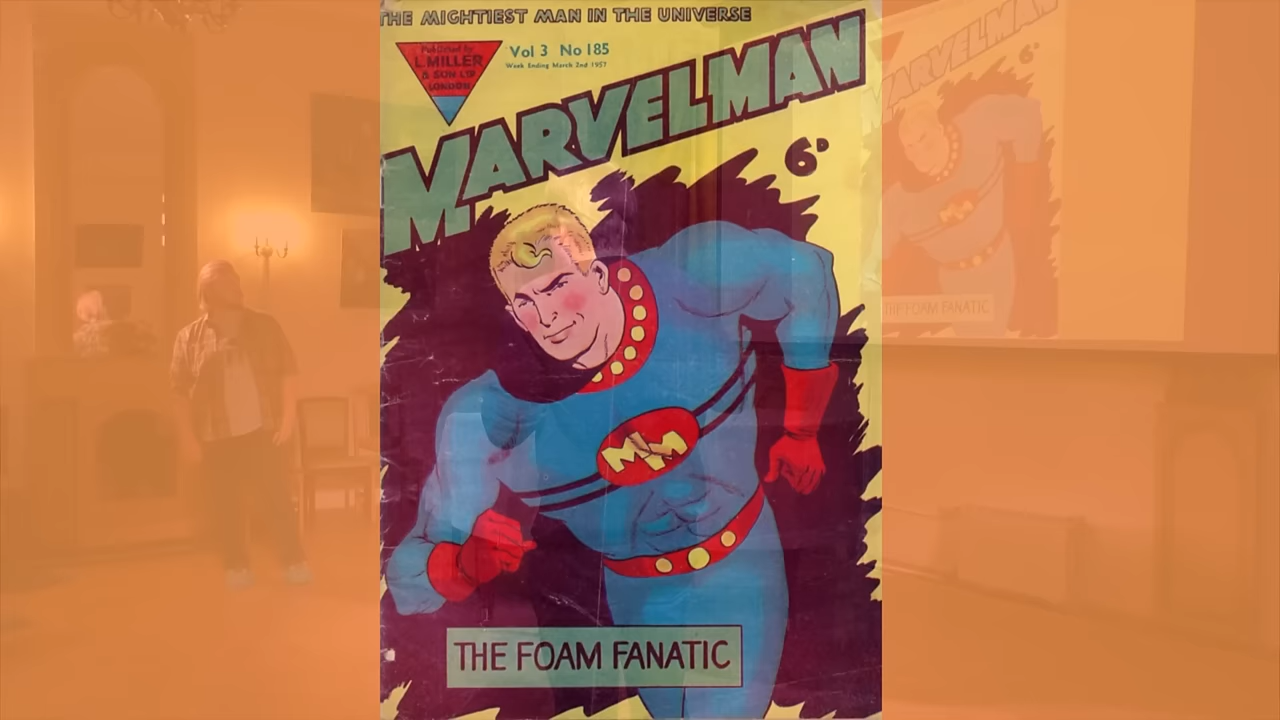 THE MIGHTIEST MAN IN THE UNIVERSE
Published by
L. MILLER
& SON LTD
LONDON
Vol 3 No 185
Week Ending March 2nd 1957
MARVELMAN
6D
MM
THE FOAM FANATIC
MARVELMAN
6D
MM
THE FOAM FANATIC